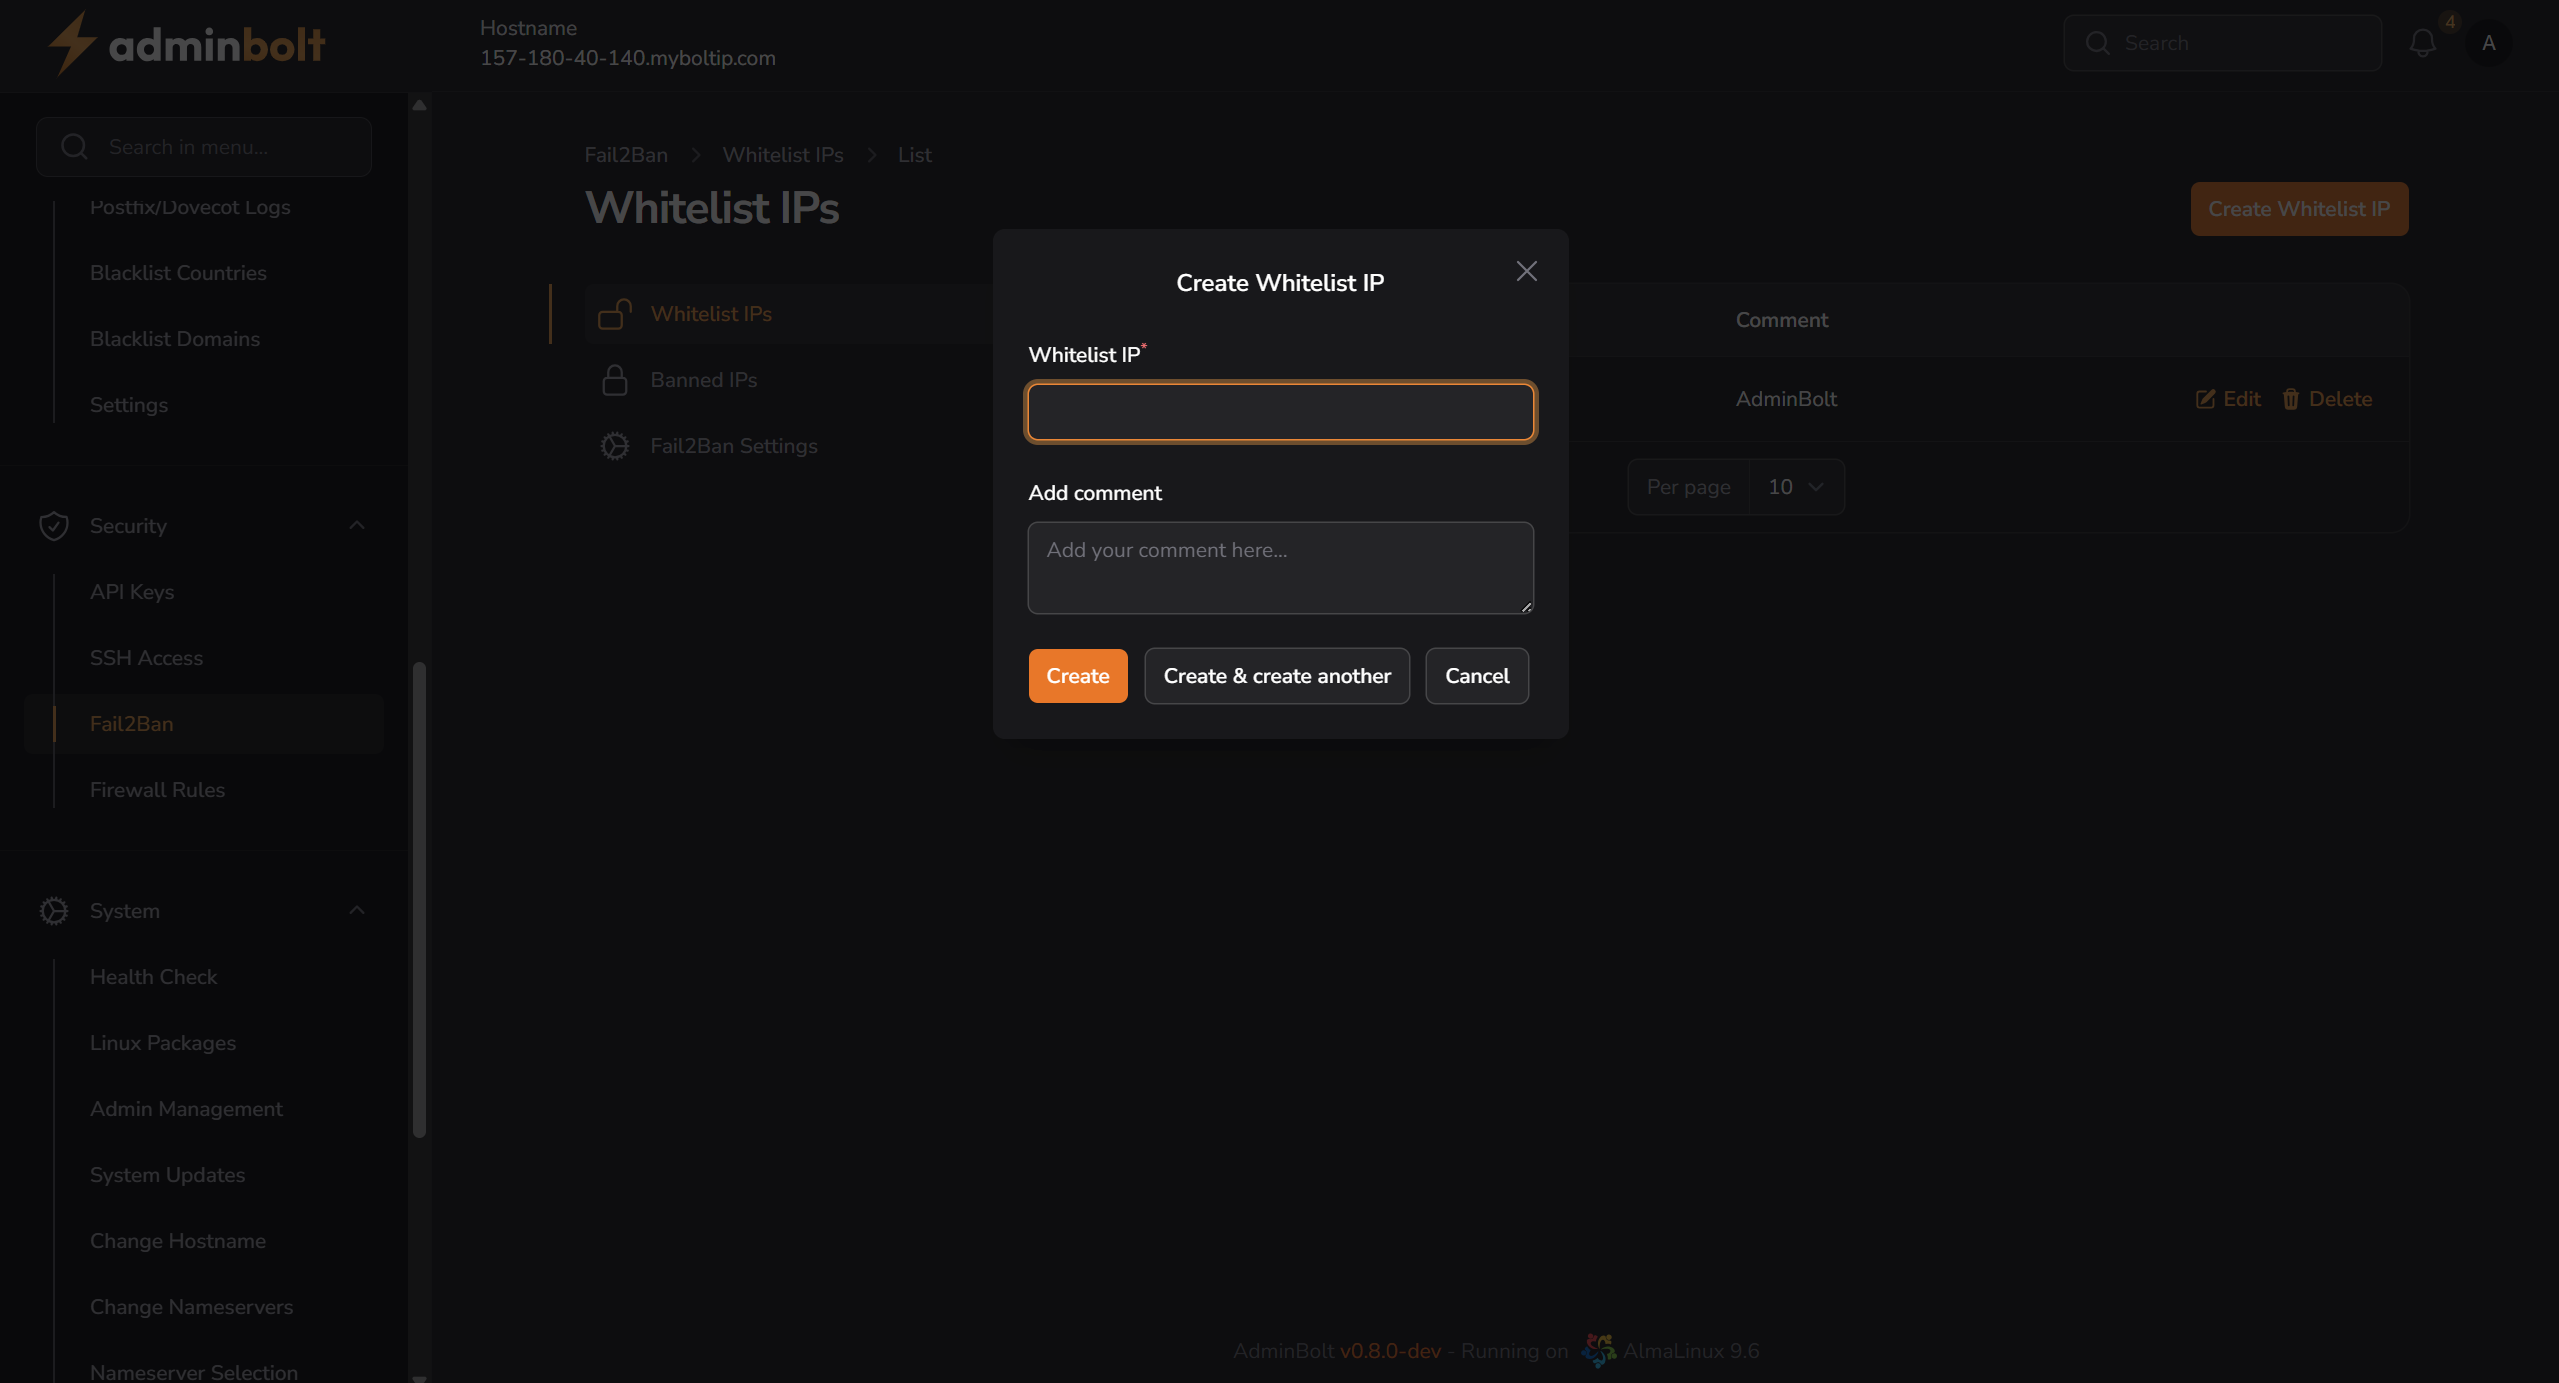 adminbolt
Hostname
157-180-40-140.myboltip.com
Search
4
A
Search in menu...
Postfix/Dovecot Logs
Blacklist Countries
Blacklist Domains
Settings
Security
API Keys
SSH Access
Fail2Ban
Firewall Rules
System
Health Check
Linux Packages
Admin Management
System Updates
Change Hostname
Change Nameservers
Nameserver Selection
Fail2Ban > Whitelist IPs > List
Whitelist IPs
Create Whitelist IP
Whitelist IPs
Banned IPs
Fail2Ban Settings
Comment
AdminBolt
Edit
Delete
Per page
10
Create Whitelist IP
Whitelist IP*
Add comment
Add your comment here...
Create
Create & create another
Cancel
AdminBolt v0.8.0-dev - Running on AlmaLinux 9.6